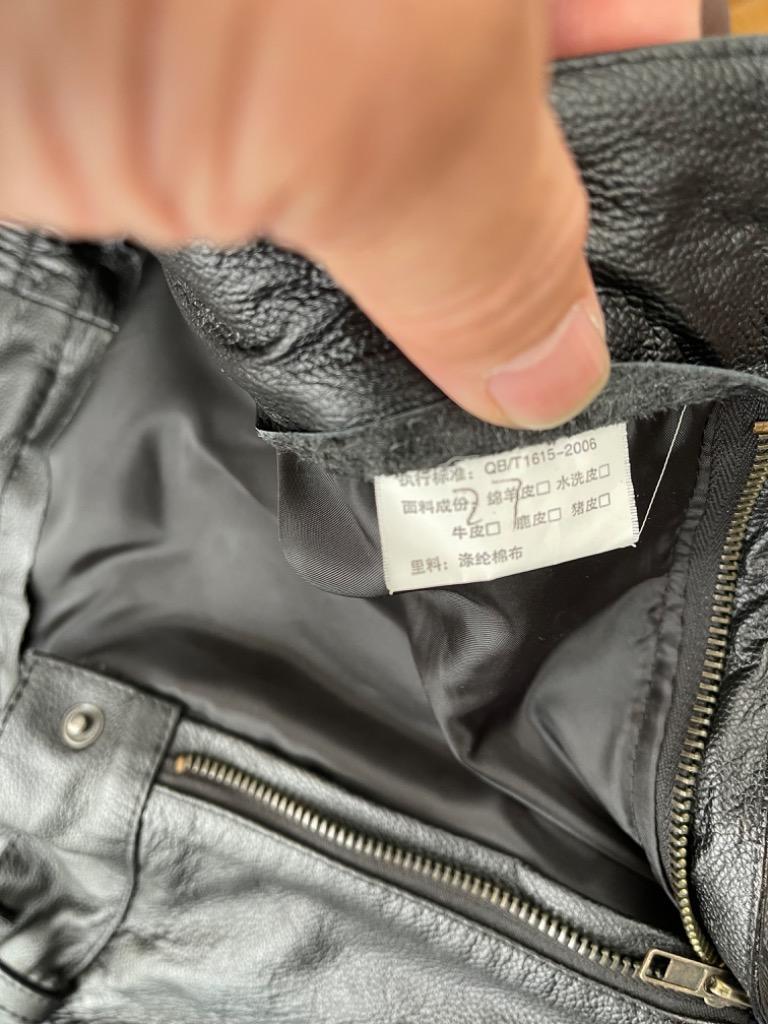 执行标准：QB/T1615-2006
面料成份：绵羊皮□ 水洗皮□
牛皮□ 鹿皮□ 猪皮□
里料：涤纶棉布
27